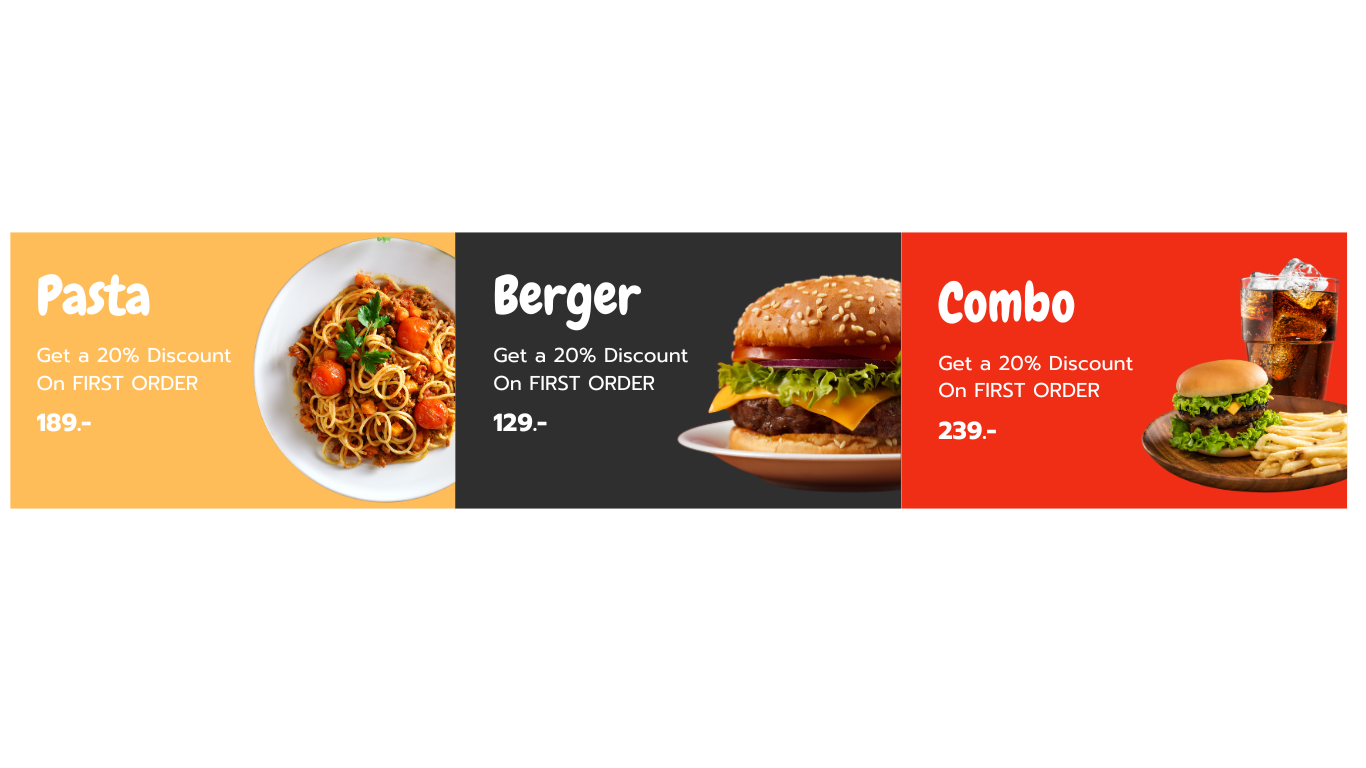 Pasta
Get a 20% Discount
On FIRST ORDER
189.-
Berger
Get a 20% Discount
On FIRST ORDER
129.-
Combo
Get a 20% Discount
On FIRST ORDER
239.-